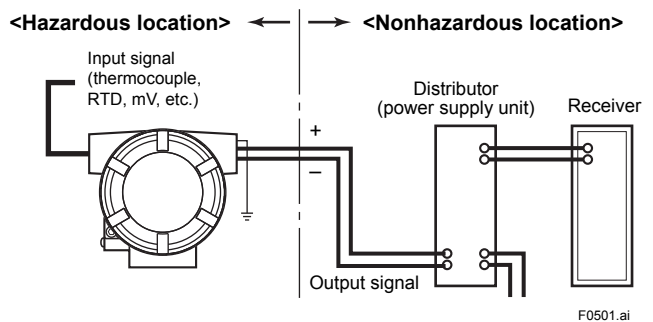 <Hazardous location>
<Nonhazardous location>
Input signal
(thermocouple,
RTD, mV, etc.)
Distributor
(power supply unit)
Receiver
+
–
Output signal
F0501.ai